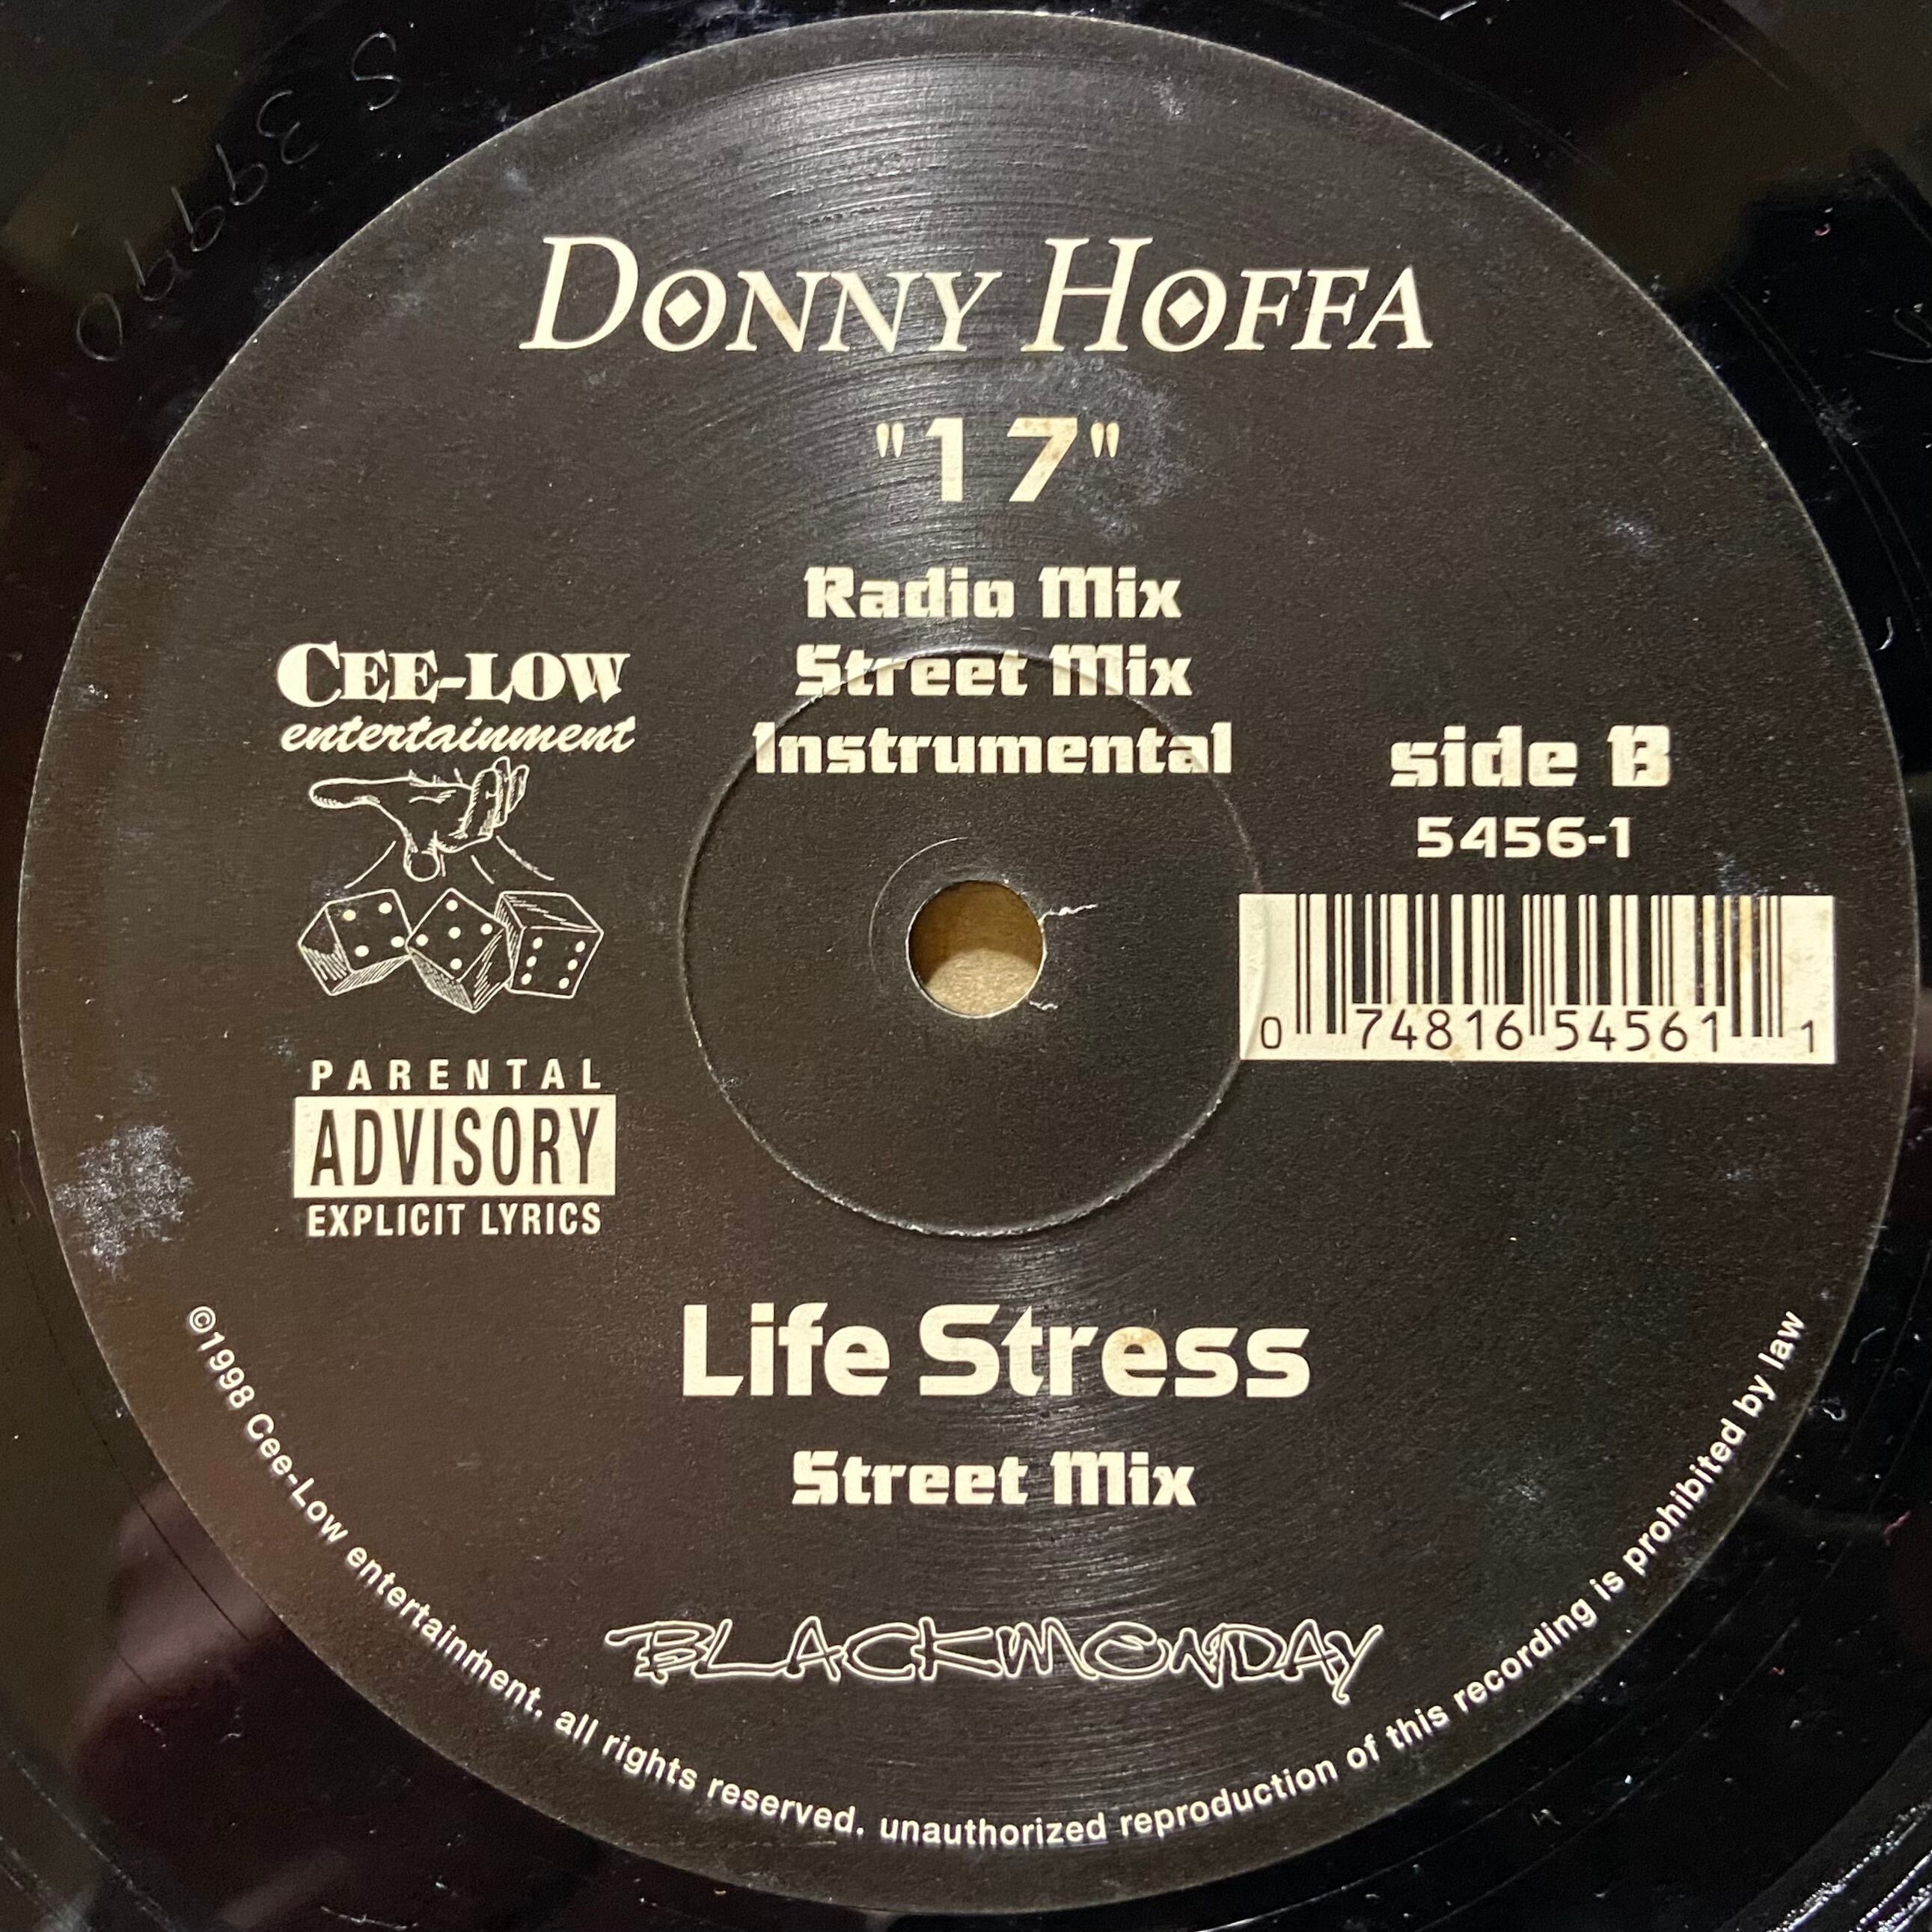 DONNY HOFFA
"17"
Radio Mix
Street Mix
Instrumental
CEE-LOW
entertainment
side B
5456-1
0 74816 54561 1
PARENTAL
ADVISORY
EXPLICIT LYRICS
Life Stress
Street Mix
BLACKMONDAY
©1998 Cee-Low entertainment. all rights reserved. unauthorized reproduction of this recording is prohibited by law